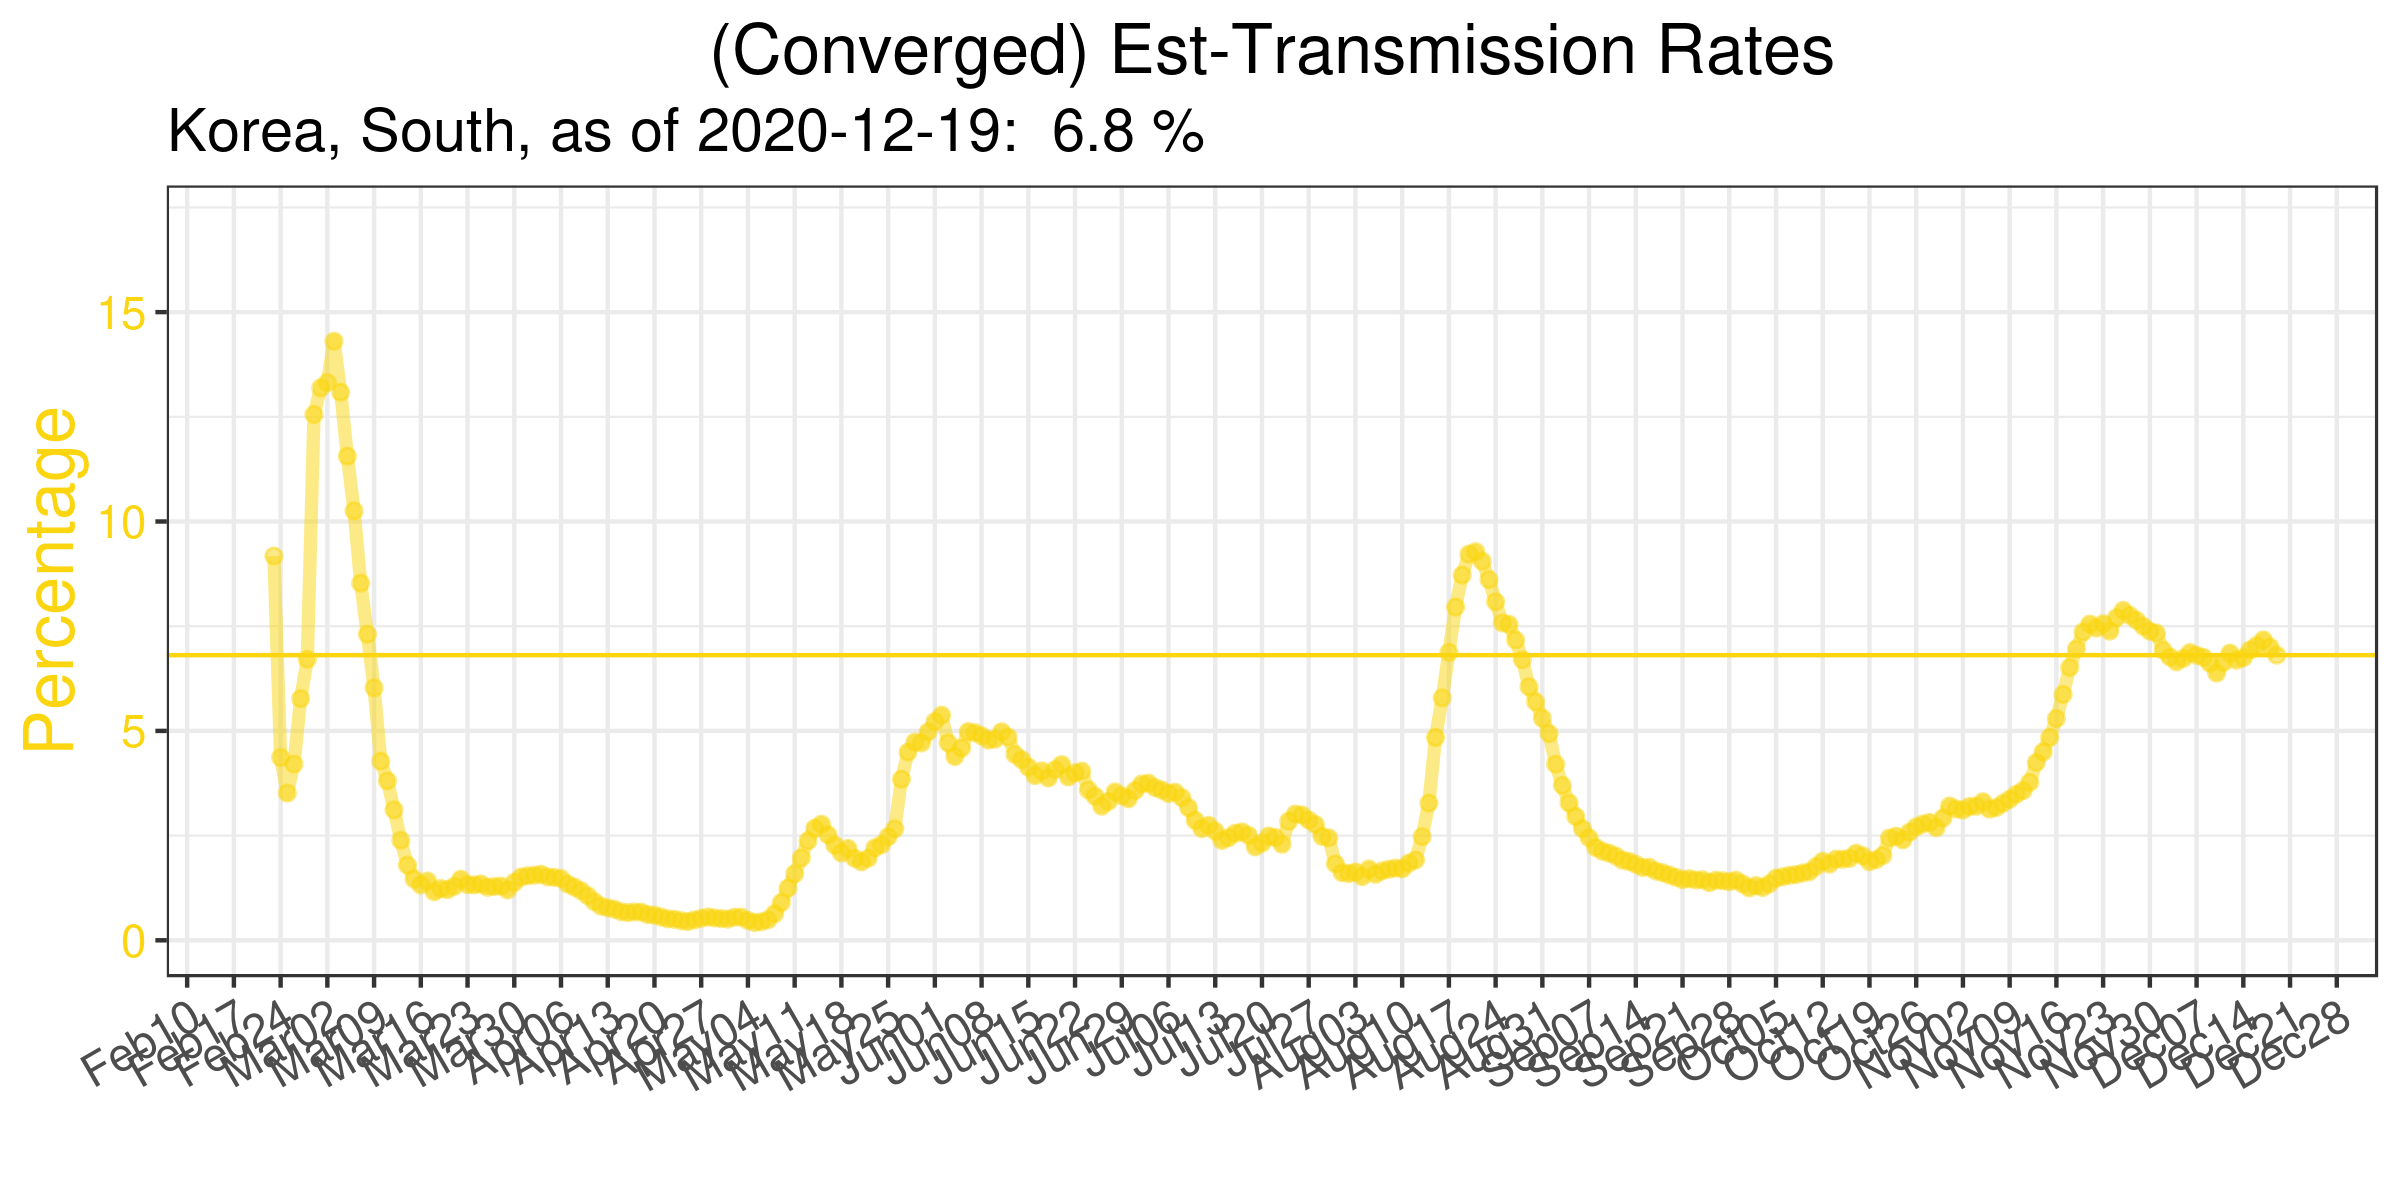 (Converged) Est-Transmission Rates
Korea, South, as of 2020-12-19:  6.8 %
Percentage
15
10
5
0
Feb10
Feb17
Feb24
Mar02
Mar09
Mar16
Mar23
Mar30
Apr06
Apr13
Apr20
Apr27
May04
May11
May18
May25
Jun01
Jun08
Jun15
Jun22
Jun29
Jul06
Jul13
Jul20
Jul27
Aug03
Aug10
Aug17
Aug24
Aug31
Sep07
Sep14
Sep21
Sep28
Oct05
Oct12
Oct19
Oct26
Nov02
Nov09
Nov16
Nov23
Nov30
Dec07
Dec14
Dec21
Dec28